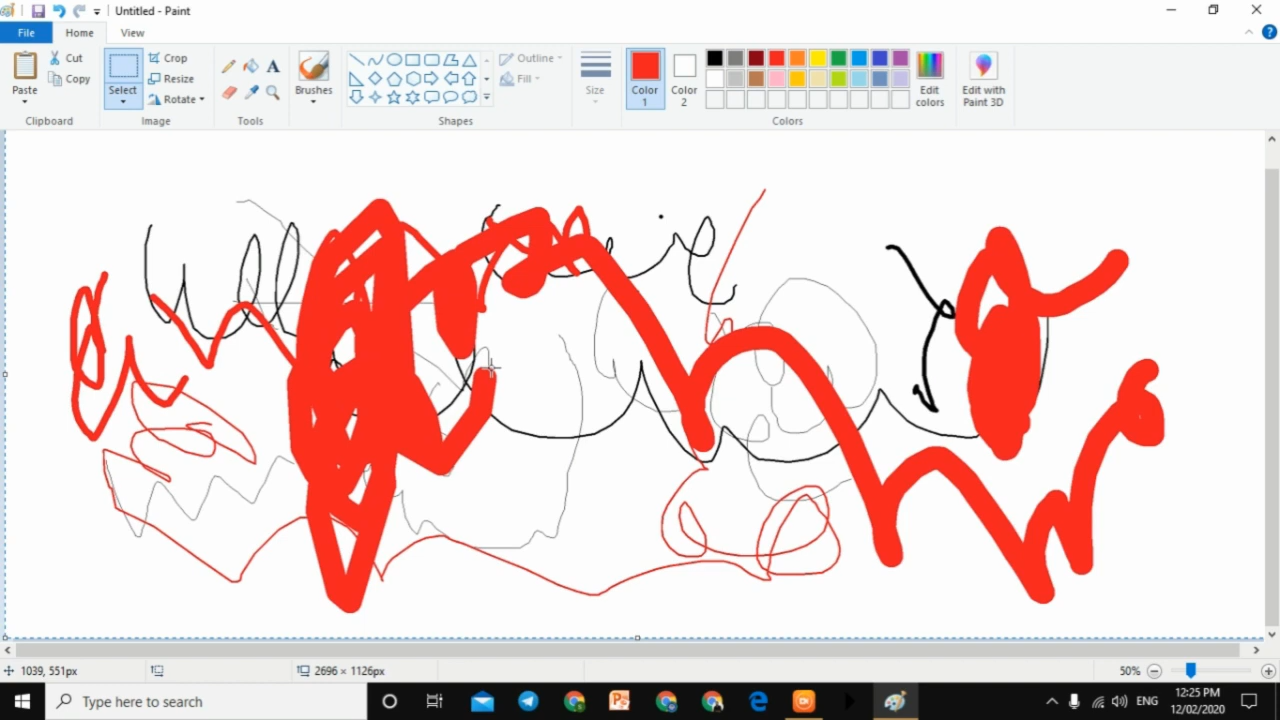 Untitled - Paint
File Home View
Paste
Cut
Copy
Clipboard
Select
Crop
Resize
Rotate
Image
Tools
Brushes
Shapes
Outline
Fill
Size
Color 1
Color 2
Colors
Edit colors
Edit with Paint 3D
1039, 551px
2696 × 1126px
50%
Type here to search
ENG
12:25 PM
12/02/2020